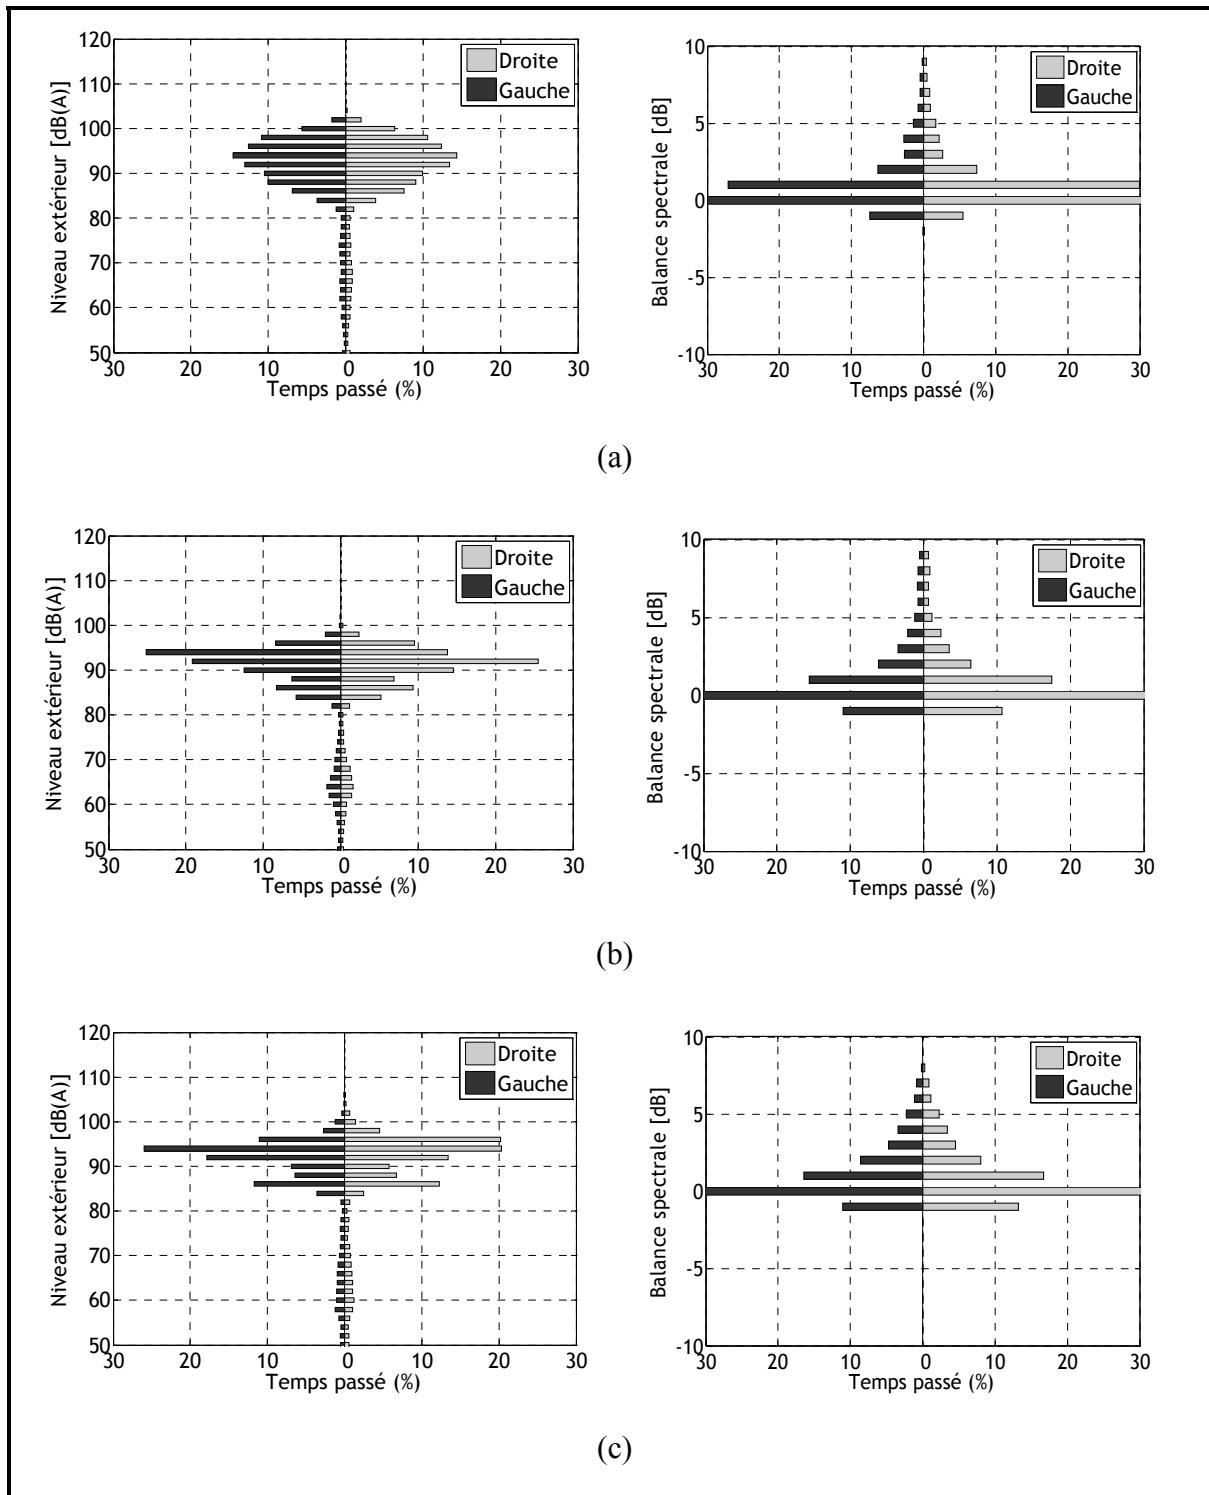 120
110
100
90
80
70
60
50
Niveau extérieur [dB(A)]
Droite
Gauche
30 20 10 0 10 20 30
Temps passé (%)
10
5
0
-5
-10
Balance spectrale [dB]
Droite
Gauche
30 20 10 0 10 20 30
Temps passé (%)
(a)
120
110
100
90
80
70
60
50
Niveau extérieur [dB(A)]
Droite
Gauche
30 20 10 0 10 20 30
Temps passé (%)
10
5
0
-5
-10
Balance spectrale [dB]
Droite
Gauche
30 20 10 0 10 20 30
Temps passé (%)
(b)
120
110
100
90
80
70
60
50
Niveau extérieur [dB(A)]
Droite
Gauche
30 20 10 0 10 20 30
Temps passé (%)
10
5
0
-5
-10
Balance spectrale [dB]
Droite
Gauche
30 20 10 0 10 20 30
Temps passé (%)
(c)